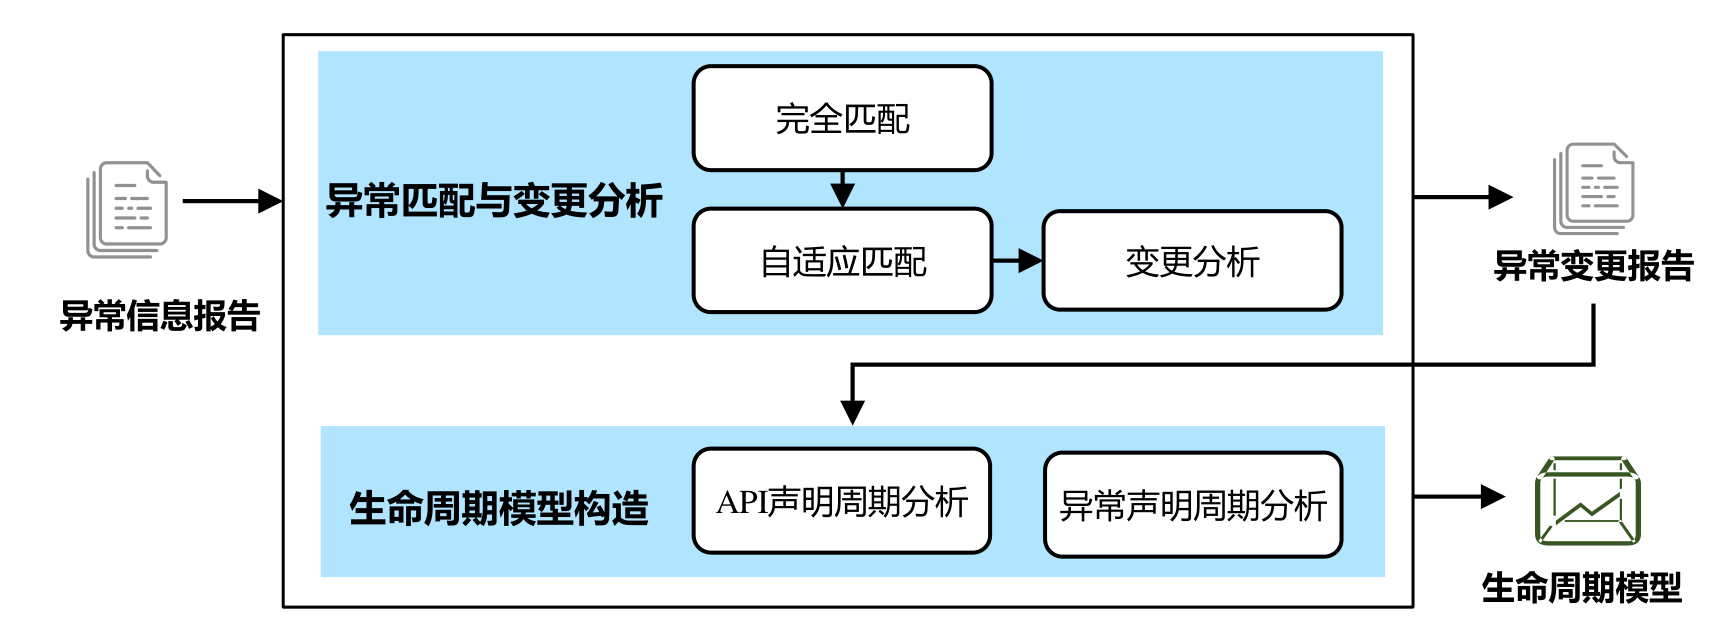 异常信息报告
异常匹配与变更分析
完全匹配
自适应匹配
变更分析
异常变更报告
生命周期模型构造
API声明周期分析
异常声明周期分析
生命周期模型